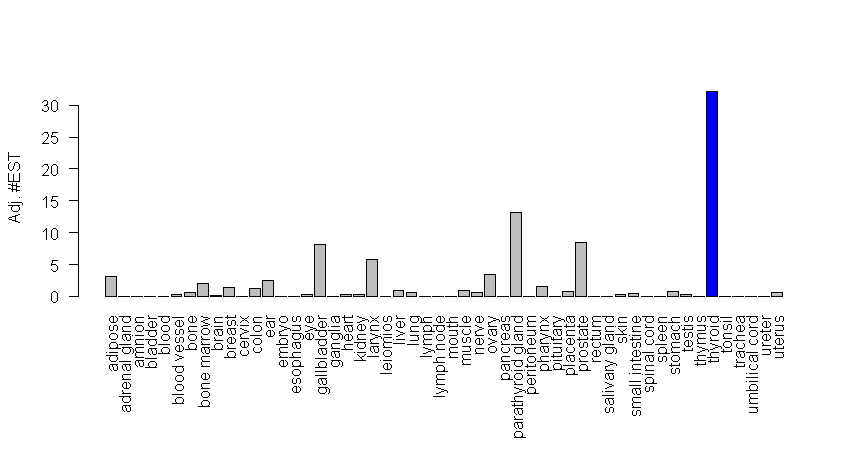 Adj. #EST
30
25
20
15
10
5
0
adipose
adrenal gland
amnion
bladder
blood
blood vessel
bone
bone marrow
brain
breast
cervix
colon
ear
embryo
esophagus
eye
gallbladder
ganglia
heart
kidney
larynx
leiomios
liver
lung
lymph
lymph node
mouth
muscle
nerve
ovary
pancreas
parathyroid gland
peritoneum
pharynx
pituitary
placenta
prostate
rectum
salivary gland
skin
small intestine
spinal cord
spleen
stomach
testis
thymus
thyroid
tonsil
trachea
umbilical cord
ureter
uterus